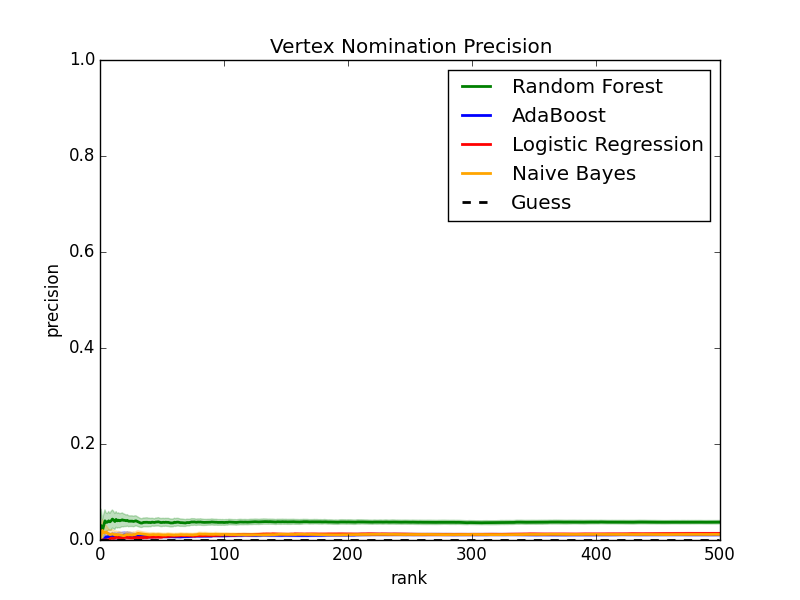 Vertex Nomination Precision
1.0
0.8
0.6
0.4
0.2
0.0
precision
Random Forest
AdaBoost
Logistic Regression
Naive Bayes
Guess
0 100 200 300 400 500
rank